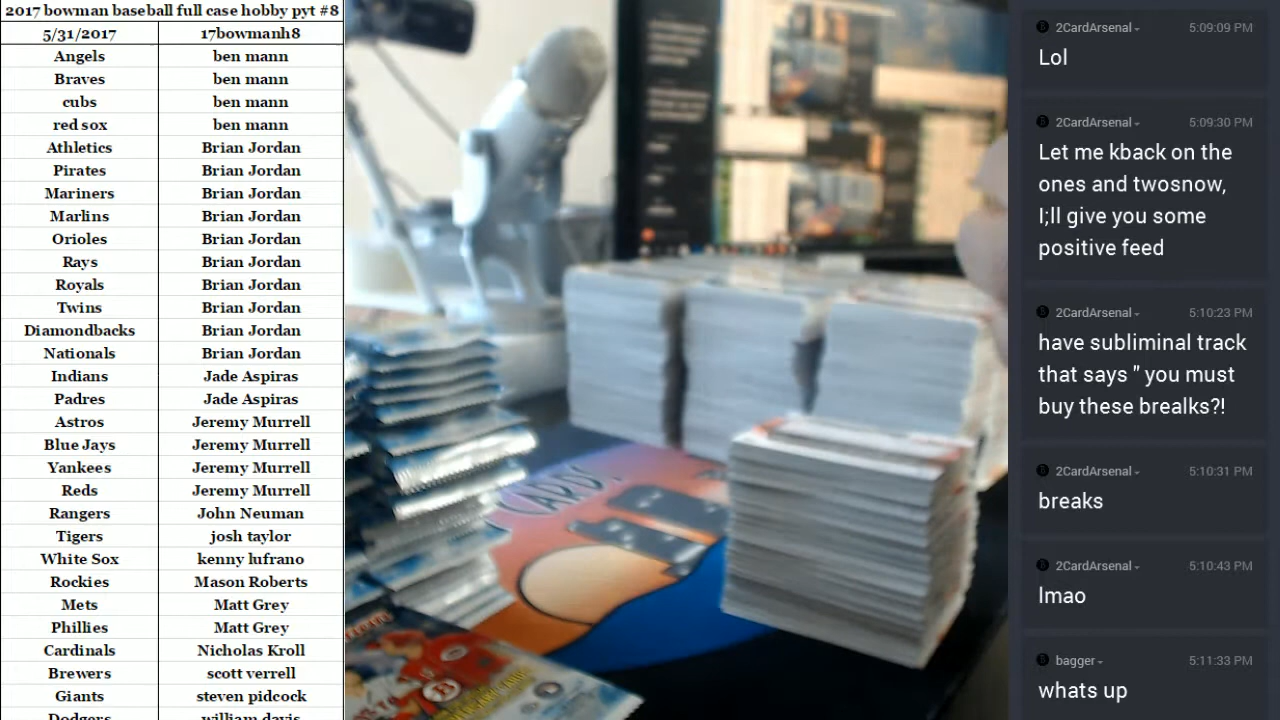 2017 bowman baseball full case hobby pyt #8
5/31/2017 17bowmanh8
Angels ben mann
Braves ben mann
cubs ben mann
red sox ben mann
Athletics Brian Jordan
Pirates Brian Jordan
Mariners Brian Jordan
Marlins Brian Jordan
Orioles Brian Jordan
Rays Brian Jordan
Royals Brian Jordan
Twins Brian Jordan
Diamondbacks Brian Jordan
Nationals Brian Jordan
Indians Jade Aspiras
Padres Jade Aspiras
Astros Jeremy Murrell
Blue Jays Jeremy Murrell
Yankees Jeremy Murrell
Reds Jeremy Murrell
Rangers John Neuman
Tigers josh taylor
White Sox kenny lufrano
Rockies Mason Roberts
Mets Matt Grey
Phillies Matt Grey
Cardinals Nicholas Kroll
Brewers scott verrell
Giants steven pidcock
Dodgers william davis
CARD
2CardArsenal 5:09:09 PM
Lol
2CardArsenal 5:09:30 PM
Let me kback on the
ones and twosnow,
I;ll give you some
positive feed
2CardArsenal 5:10:23 PM
have subliminal track
that says " you must
buy these brealks?!
2CardArsenal 5:10:31 PM
breaks
2CardArsenal 5:10:43 PM
lmao
bagger 5:11:33 PM
whats up